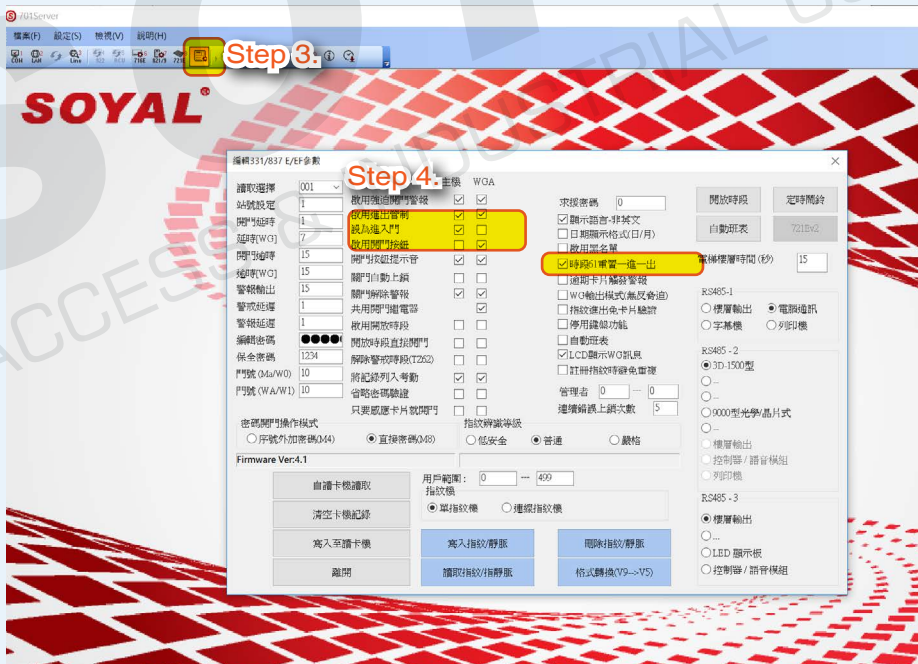 701Server
檔案(F) 設定(S) 檢視(V) 說明(H)
Step 3.
SOYAL
編輯331/837 E/EF參數
Step 4.
主機 WGA
讀取選擇 001
站號設定 1
開門延時 1
延時[WG] 7
開門逾時 15
逾時[WG] 15
警報輸出 15
警戒延遲 1
警報延遲 1
編輯密碼
保全密碼 1234
門號 (Ma/W0) 10
門號 (WA/W1) 10
啟用強迫開門警報
啟用進出管制
設為進入門
啟用開門按鈕
開門按鈕提示音
關門自動上鎖
關門解除警報
共用開門繼電器
啟用開放時段
開放時段直接開門
解除警戒時段(TZ62)
將記錄列入考勤
省略密碼驗證
只要感應卡片就開門
求援密碼 0
顯示語言-非英文
日期顯示格式(日/月)
啟用黑名單
時段61重置一進一出
逾期卡片觸發警報
WG輸出模式(無反脅迫)
指紋進出免卡片驗證
停用鍵盤功能
自動班表
LCD顯示WG訊息
註冊指紋時避免重複
管理者 0 --- 0
連續錯誤上鎖次數 5
開放時段 定時鬧鈴
自動班表 721Ev2
電梯樓層時間 (秒) 15
RS485-1
樓層輸出 電腦通訊
字幕機 列印機
RS485 - 2
3D-1500型
...
...
9000型光學/晶片式
...
樓層輸出
控制器 / 語音模組
列印機
RS485 - 3
樓層輸出
...
LED 顯示板
控制器 / 語音模組
密碼開門操作模式
序號外加密碼(M4) 直接密碼(M8)
指紋辨識等級
低安全 普通 嚴格
Firmware Ver:4.1
用戶範圍: 0 --- 499
指紋機
單指紋機 連線指紋機
自讀卡機讀取
清空卡機記錄
寫入至讀卡機
離開
寫入指紋/靜脈 刪除指紋/靜脈
讀取指紋/指靜脈 格式轉換(V9-->V5)